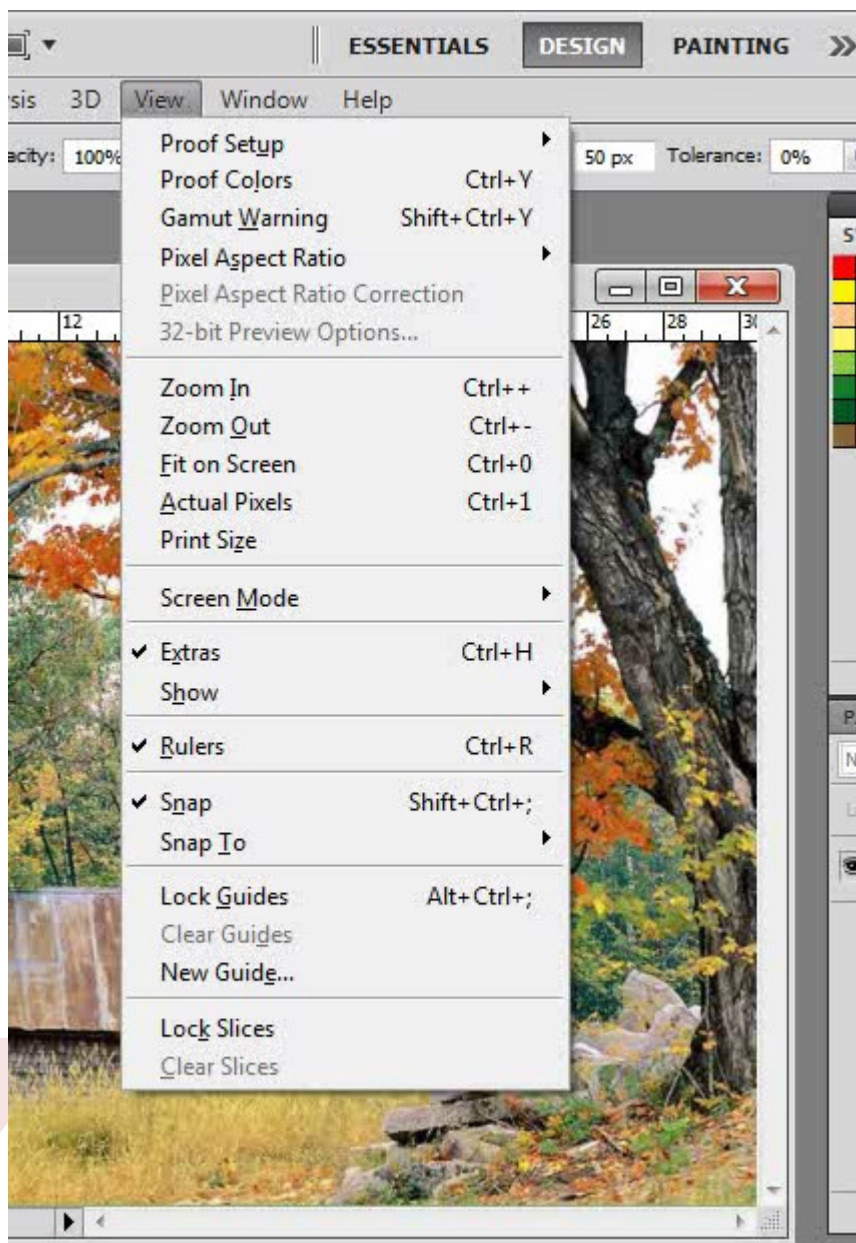 ESSENTIALS DESIGN PAINTING
sis 3D View Window Help
acity: 100% 50 px Tolerance: 0%
Proof Setup
Proof Colors Ctrl+Y
Gamut Warning Shift+Ctrl+Y
Pixel Aspect Ratio
Pixel Aspect Ratio Correction
32-bit Preview Options...
12 26 28 30
Zoom In Ctrl++
Zoom Out Ctrl+-
Fit on Screen Ctrl+0
Actual Pixels Ctrl+1
Print Size
Screen Mode
Extras Ctrl+H
Show
Rulers Ctrl+R
Snap Shift+Ctrl+;
Snap To
Lock Guides Alt+Ctrl+;
Clear Guides
New Guide...
Lock Slices
Clear Slices